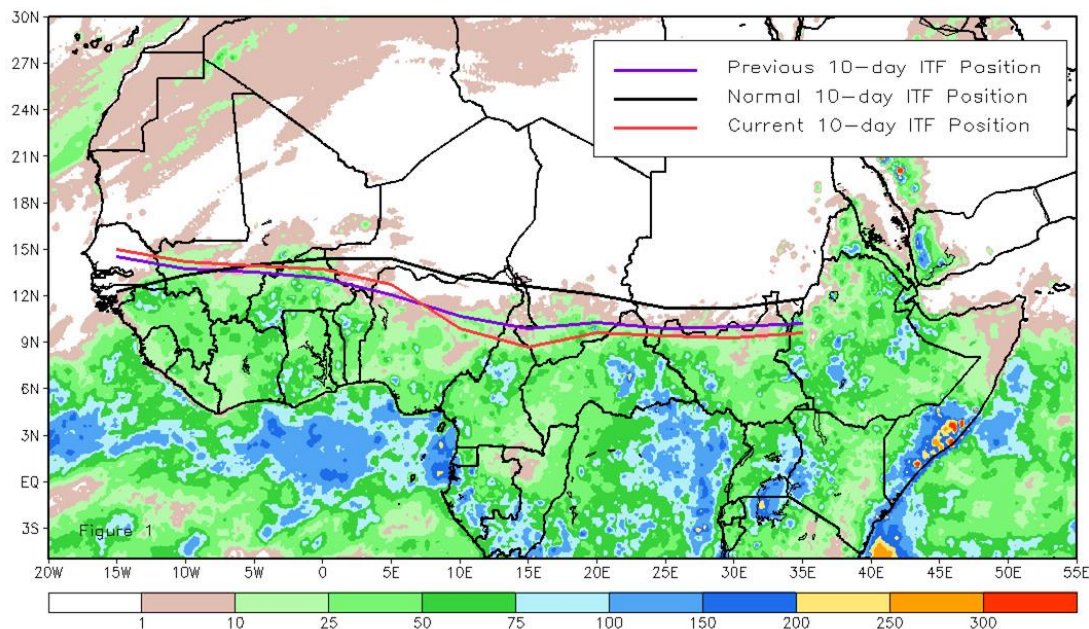 30N
27N
24N
21N
18N
15N
12N
9N
6N
3N
EQ
3S
Previous 10-day ITF Position
Normal 10-day ITF Position
Current 10-day ITF Position
Figure 1
20W 15W 10W 5W 0 5E 10E 15E 20E 25E 30E 35E 40E 45E 50E 55E
1 10 25 50 75 100 150 200 250 300